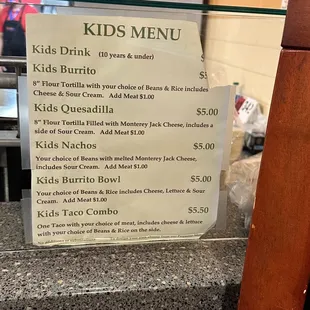 KIDS MENU
Kids Drink (10 years & under)
Kids Burrito
8" Flour Tortilla with your choice of Beans & Rice includes
Cheese & Sour Cream. Add Meat $1.00
Kids Quesadilla $5.00
8" Flour Tortilla Filled with Monterey Jack Cheese, includes a
side of Sour Cream. Add Meat $1.00
Kids Nachos $5.00
Your choice of Beans with melted Monterey Jack Cheese,
includes Sour Cream. Add Meat $1.00
Kids Burrito Bowl $5.00
Your choice of Beans & Rice includes Cheese, Lettuce & Sour
Cream. Add Meat $1.00
Kids Taco Combo $5.50
One Taco with your choice of meat, includes cheese & lettuce
with your choice of Beans & Rice on the side.